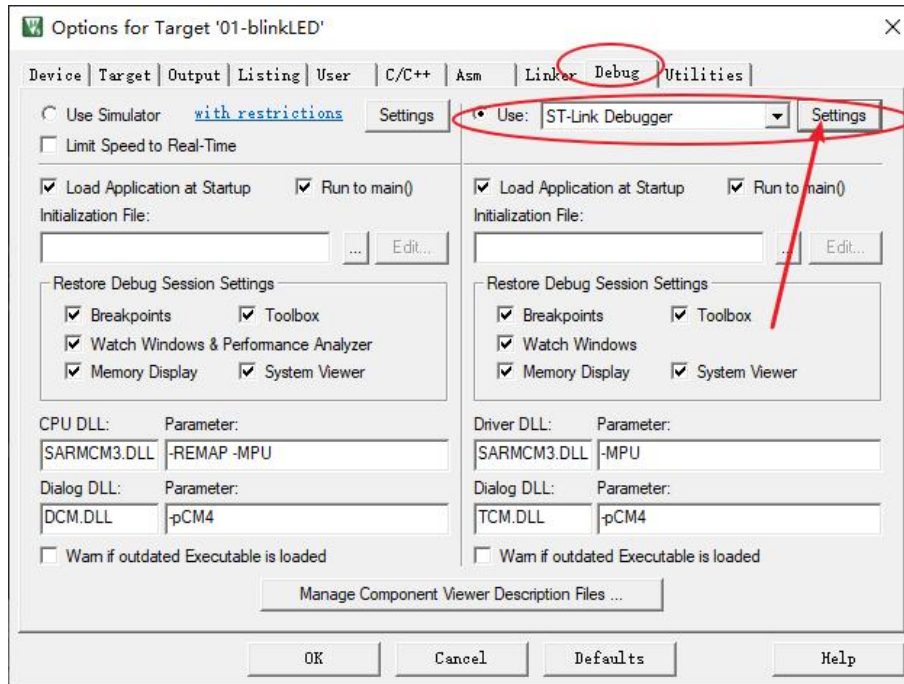 Options for Target '01-blinkLED'
Device Target Output Listing User C/C++ Asm Linker Debug Utilities
Use Simulator with restrictions Settings Use: ST-Link Debugger Settings
Limit Speed to Real-Time
Load Application at Startup Run to main() Load Application at Startup Run to main()
Initialization File: Initialization File:
... Edit... ... Edit...
Restore Debug Session Settings Restore Debug Session Settings
Breakpoints Toolbox Breakpoints Toolbox
Watch Windows & Performance Analyzer Watch Windows
Memory Display System Viewer Memory Display System Viewer
CPU DLL: Parameter: Driver DLL: Parameter:
SARMCM3.DLL -REMAP -MPU SARMCM3.DLL -MPU
Dialog DLL: Parameter: Dialog DLL: Parameter:
DCM.DLL -pCM4 TCM.DLL -pCM4
Warn if outdated Executable is loaded Warn if outdated Executable is loaded
Manage Component Viewer Description Files ...
OK Cancel Defaults Help